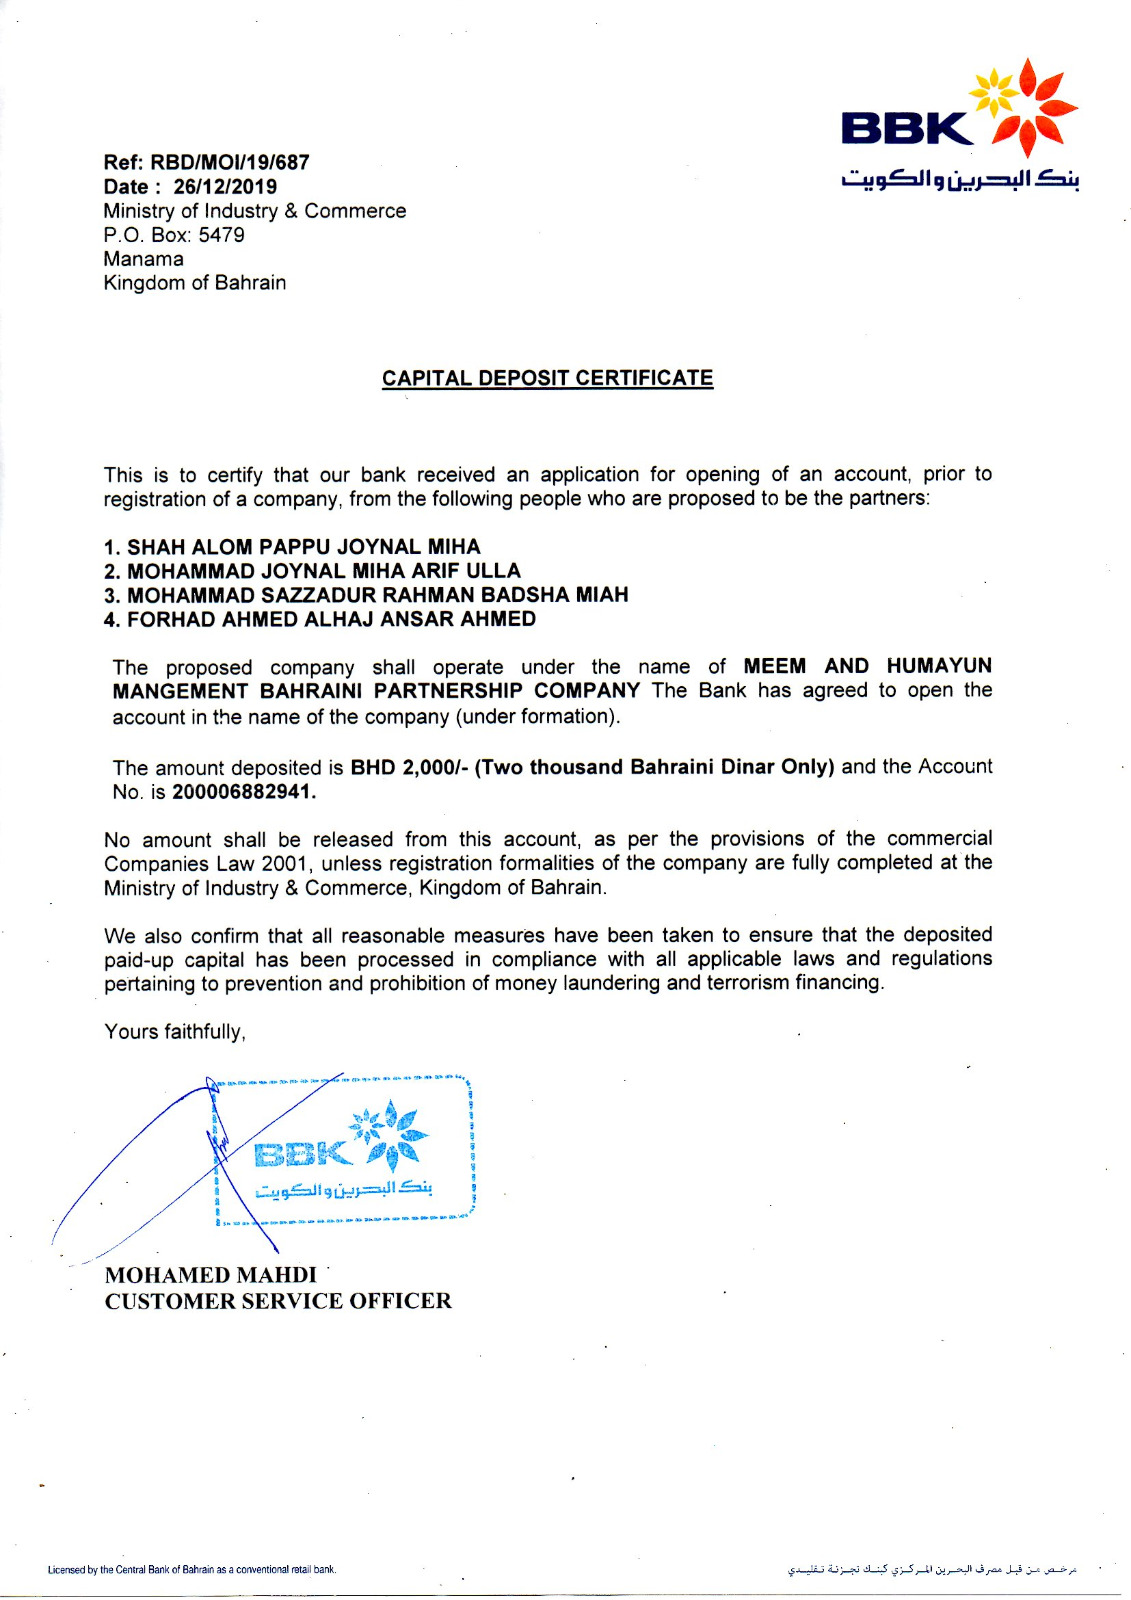 BBK
بنك البحرين والكويت
Ref: RBD/MOI/19/687
Date :  26/12/2019
Ministry of Industry & Commerce
P.O. Box: 5479
Manama
Kingdom of Bahrain
CAPITAL DEPOSIT CERTIFICATE
This is to certify that our bank received an application for opening of an account, prior to
registration of a company, from the following people who are proposed to be the partners:
1. SHAH ALOM PAPPU JOYNAL MIHA
2. MOHAMMAD JOYNAL MIHA ARIF ULLA
3. MOHAMMAD SAZZADUR RAHMAN BADSHA MIAH
4. FORHAD AHMED ALHAJ ANSAR AHMED
The proposed company shall operate under the name of MEEM AND HUMAYUN
MANGEMENT BAHRAINI PARTNERSHIP COMPANY The Bank has agreed to open the
account in the name of the company (under formation).
The amount deposited is BHD 2,000/- (Two thousand Bahraini Dinar Only) and the Account
No. is 200006882941.
No amount shall be released from this account, as per the provisions of the commercial
Companies Law 2001, unless registration formalities of the company are fully completed at the
Ministry of Industry & Commerce, Kingdom of Bahrain.
We also confirm that all reasonable measures have been taken to ensure that the deposited
paid-up capital has been processed in compliance with all applicable laws and regulations
pertaining to prevention and prohibition of money laundering and terrorism financing.
Yours faithfully,
BBK
بنك البحرين والكويت
MOHAMED MAHDI
CUSTOMER SERVICE OFFICER
Licensed by the Central Bank of Bahrain as a conventional retail bank.
مرخص من قبل مصرف البحرين المركزي كبنك تجزئة تقليدي